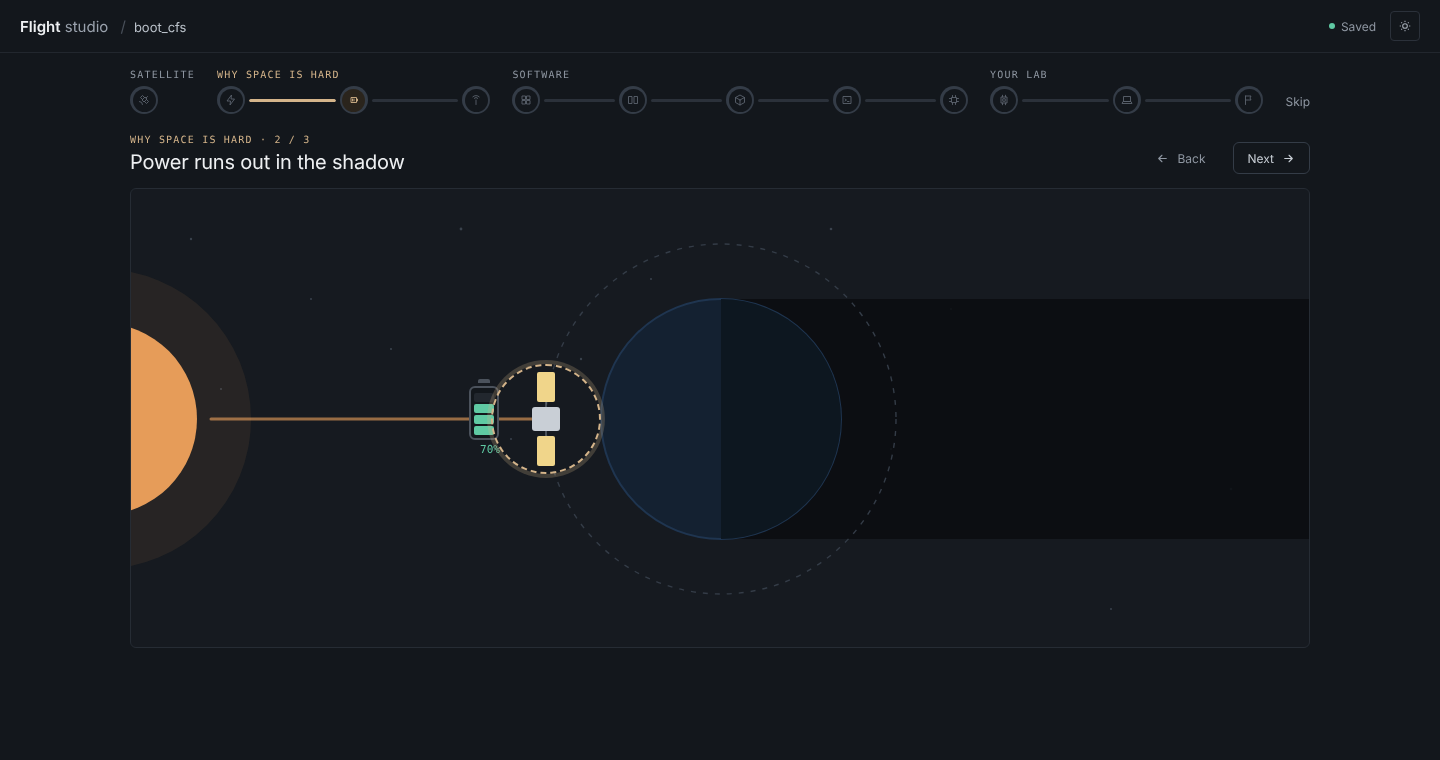 Flight studio / boot_cfs
Saved
SATELLITE
WHY SPACE IS HARD
SOFTWARE
YOUR LAB
Skip
WHY SPACE IS HARD · 2 / 3
Power runs out in the shadow
← Back
Next →
70%